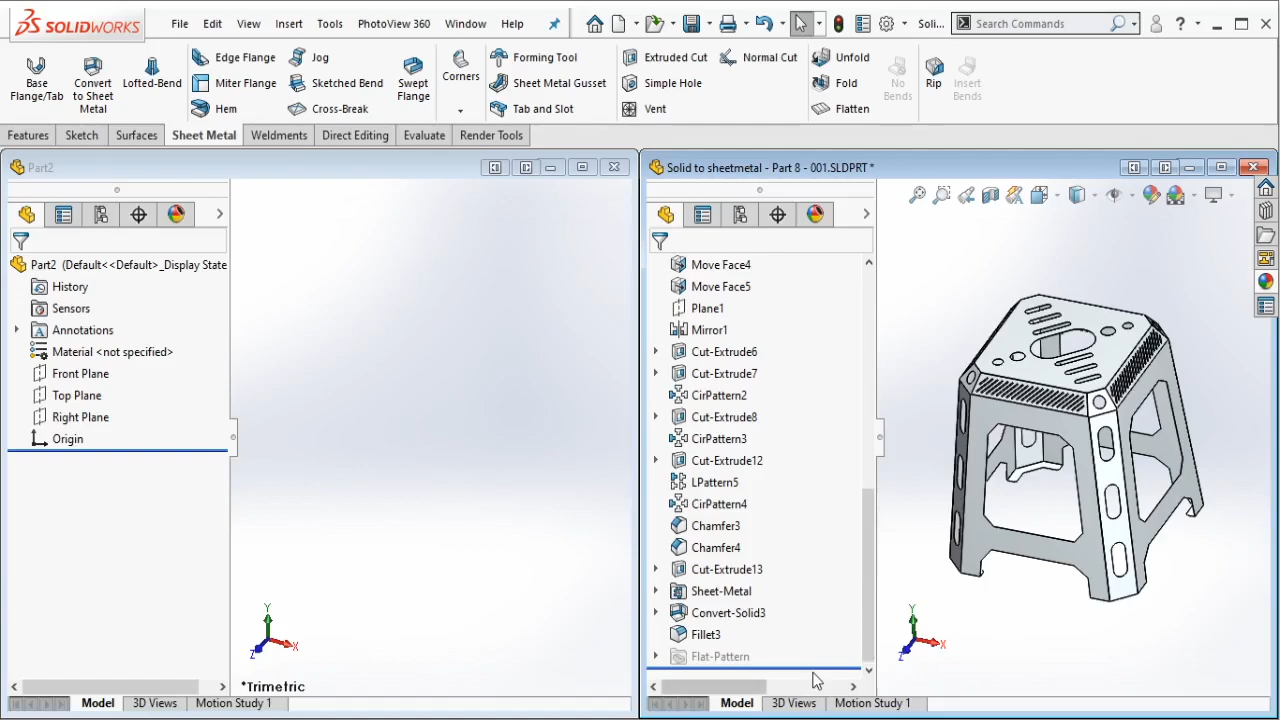 SOLIDWORKS
File Edit View Insert Tools PhotoView 360 Window Help
Soli...
Search Commands
Base Flange/Tab
Convert to Sheet Metal
Lofted-Bend
Edge Flange
Miter Flange
Hem
Jog
Sketched Bend
Cross-Break
Swept Flange
Corners
Forming Tool
Sheet Metal Gusset
Tab and Slot
Extruded Cut
Simple Hole
Vent
Normal Cut
Unfold
Fold
Flatten
No Bends
Rip
Insert Bends
Features Sketch Surfaces Sheet Metal Weldments Direct Editing Evaluate Render Tools
Part2
Part2 (Default<<Default>_Display State
History
Sensors
Annotations
Material <not specified>
Front Plane
Top Plane
Right Plane
Origin
Y
X
Z
*Trimetric
Model 3D Views Motion Study 1
Solid to sheetmetal - Part 8 - 001.SLDPRT *
Move Face4
Move Face5
Plane1
Mirror1
Cut-Extrude6
Cut-Extrude7
CirPattern2
Cut-Extrude8
CirPattern3
Cut-Extrude12
LPattern5
CirPattern4
Chamfer3
Chamfer4
Cut-Extrude13
Sheet-Metal
Convert-Solid3
Fillet3
Flat-Pattern
Y
X
Z
Model 3D Views Motion Study 1